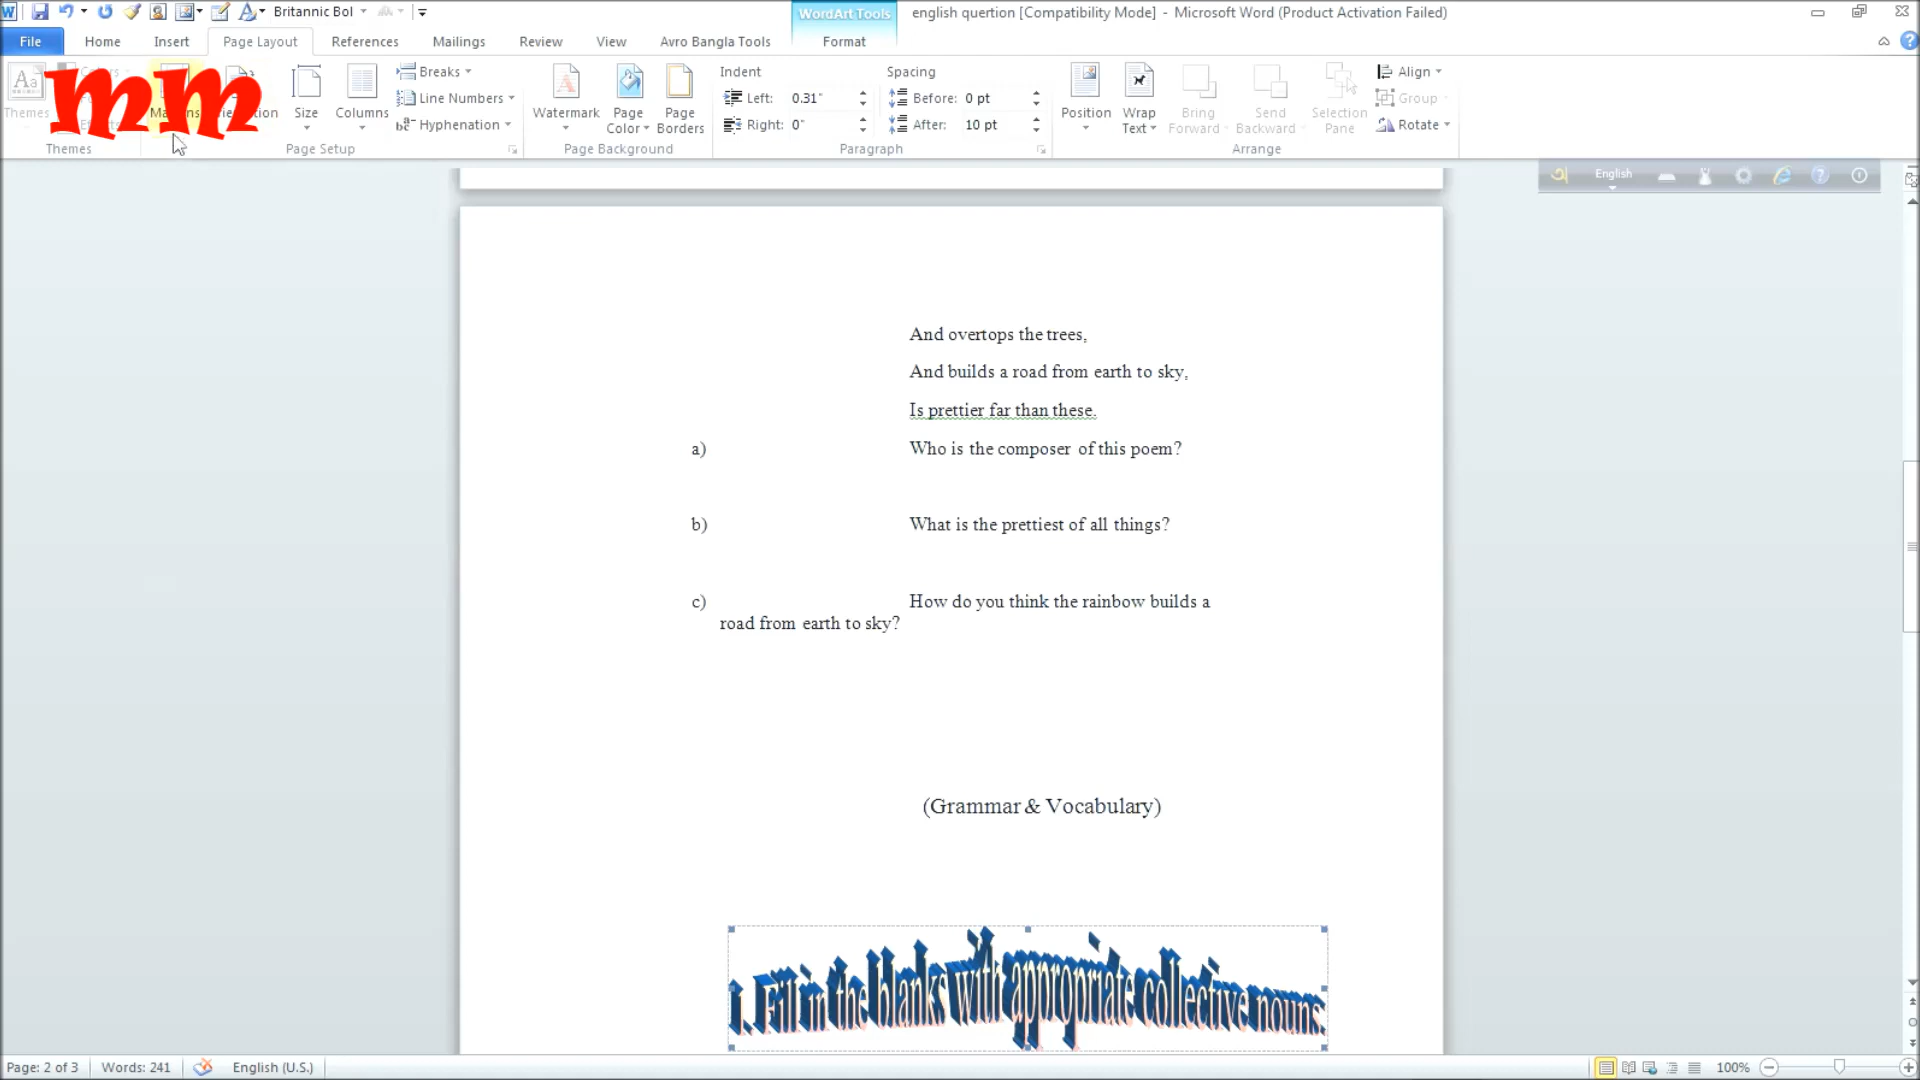 Britannic Bol
WordArt Tools
english quertion [Compatibility Mode] - Microsoft Word (Product Activation Failed)
File Home Insert Page Layout References Mailings Review View Avro Bangla Tools Format
mm
Aa
Themes
Size
Columns
Breaks
Line Numbers
Hyphenation
Watermark
Page Color
Page Borders
Indent
Left: 0.31"
Right: 0"
Spacing
Before: 0 pt
After: 10 pt
Position
Wrap Text
Bring Forward
Send Backward
Selection Pane
Align
Group
Rotate
Themes Page Setup Page Background Paragraph Arrange
English
And overtops the trees,
And builds a road from earth to sky,
Is prettier far than these.
a) Who is the composer of this poem?
b) What is the prettiest of all things?
c) How do you think the rainbow builds a
road from earth to sky?
(Grammar & Vocabulary)
1. Fill in the blanks with appropriate collective nouns.
Page: 2 of 3 Words: 241 English (U.S.) 100%